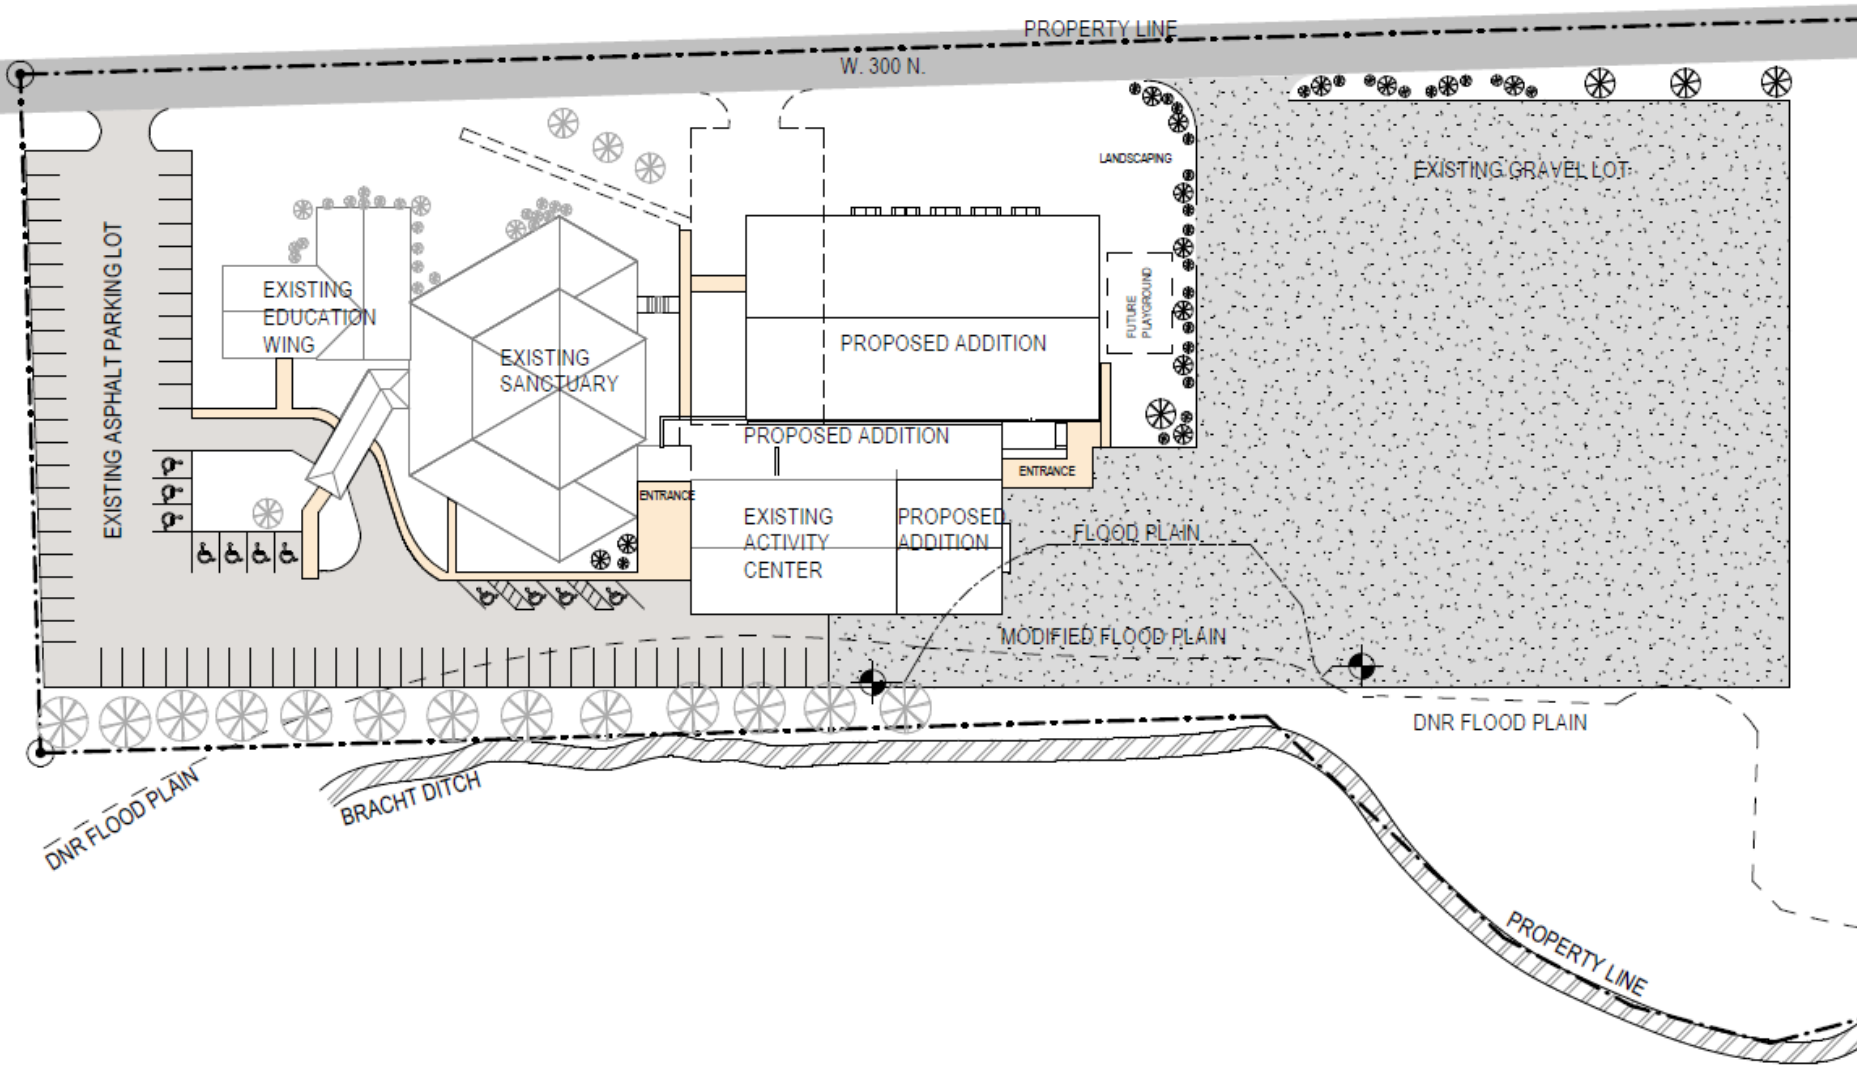 PROPERTY LINE
W. 300 N.
LANDSCAPING
EXISTING GRAVEL LOT
EXISTING ASPHALT PARKING LOT
EXISTING
EDUCATION
WING
EXISTING
SANCTUARY
PROPOSED ADDITION
FUTURE
PLAYGROUND
PROPOSED ADDITION
ENTRANCE
ENTRANCE
EXISTING
ACTIVITY
CENTER
PROPOSED
ADDITION
FLOOD PLAIN
MODIFIED FLOOD PLAIN
DNR FLOOD PLAIN
DNR FLOOD PLAIN
BRACHT DITCH
PROPERTY LINE